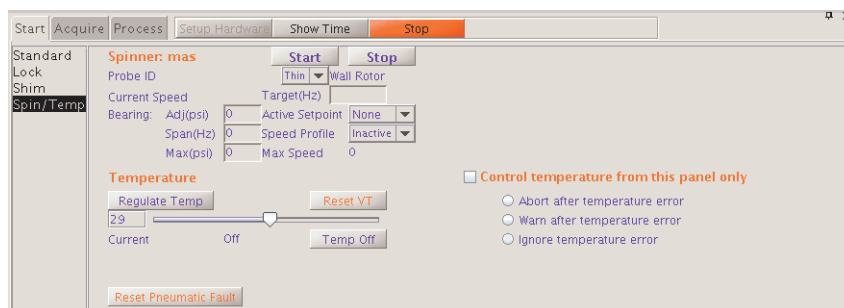 Start Acquire Process Setup Hardware Show Time Stop
Standard
Lock
Shim
Spin/Temp
Spinner: mas Start Stop
Probe ID Thin Wall Rotor
Current Speed Target(Hz)
Bearing: Adj(psi) 0 Active Setpoint None
Span(Hz) 0 Speed Profile Inactive
Max(psi) 0 Max Speed 0
Temperature
Regulate Temp Reset VT
29
Current Off Temp Off
Control temperature from this panel only
Abort after temperature error
Warn after temperature error
Ignore temperature error
Reset Pneumatic Fault